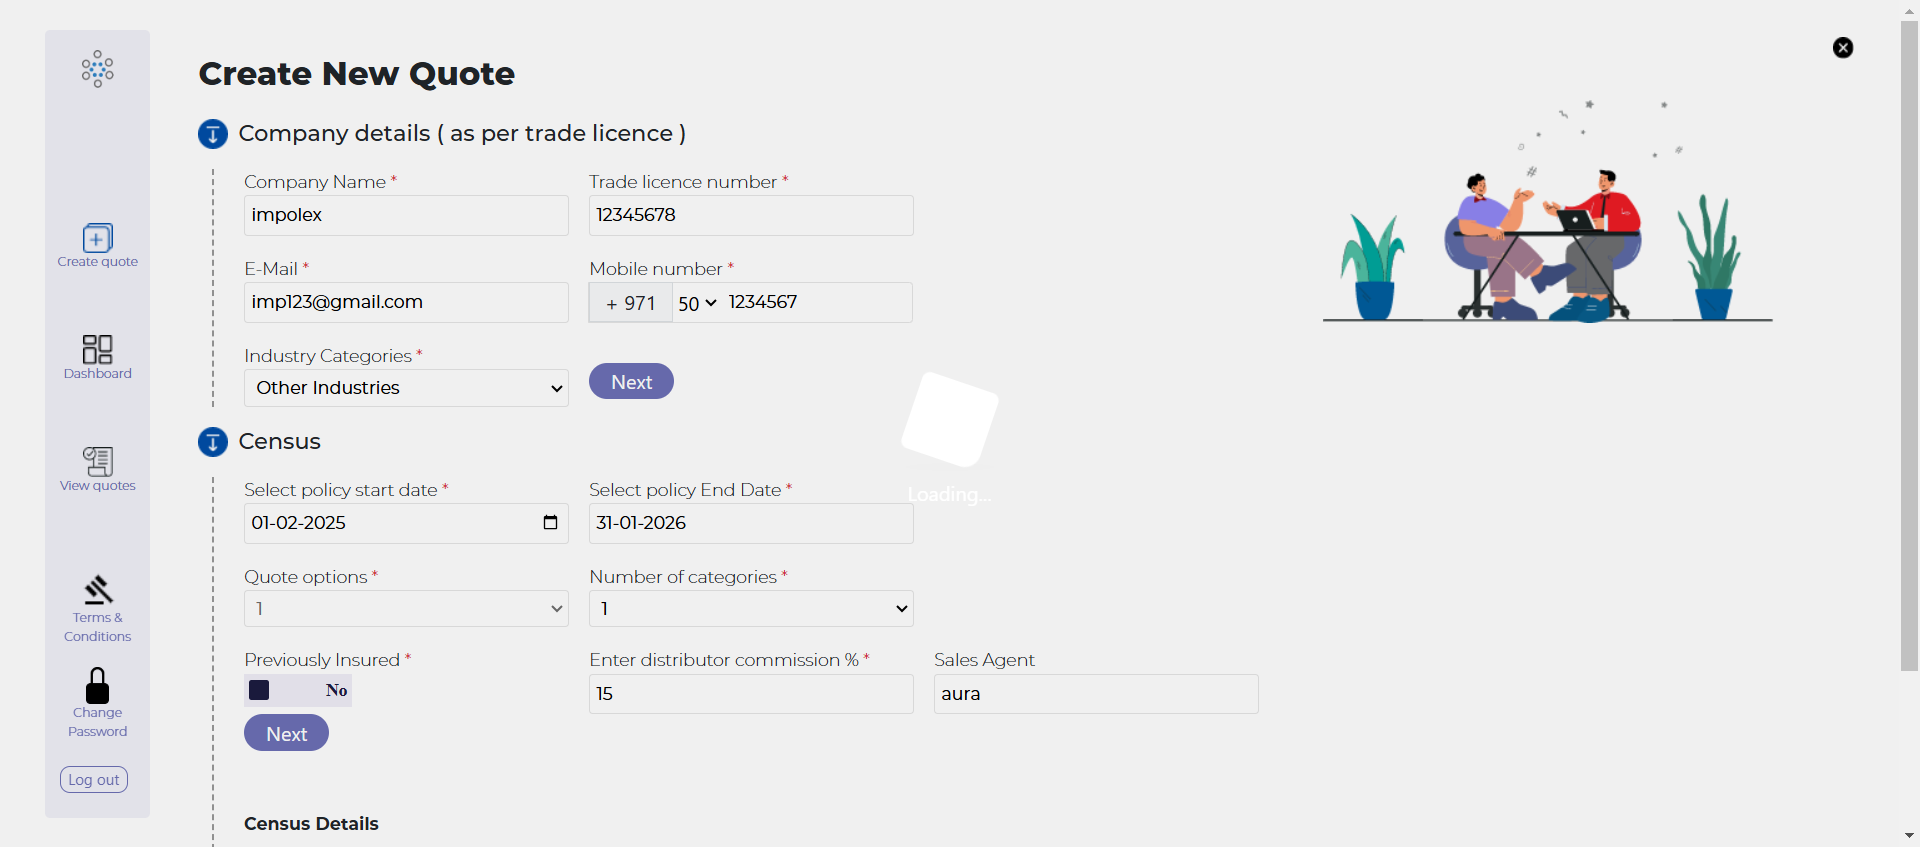 Create New Quote
Company details ( as per trade licence )
Company Name *
Trade licence number *
impolex
12345678
E-Mail *
Mobile number *
imp123@gmail.com
+ 971
50
1234567
Industry Categories *
Other Industries
Next
Census
Select policy start date *
Select policy End Date *
01-02-2025
31-01-2026
Loading...
Quote options *
Number of categories *
1
1
Previously Insured *
Enter distributor commission % *
Sales Agent
No
15
aura
Next
Census Details
Create quote
Dashboard
View quotes
Terms &
Conditions
Change
Password
Log out